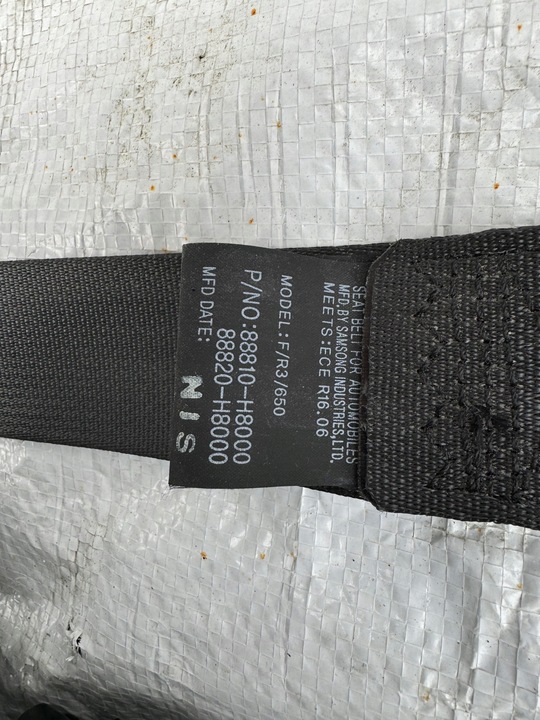 SEAT BELT FOR AUTOMOBILES
MFD. BY SAMSONG INDUSTRIES, LTD.
MEETS:ECE R16.06
MODEL:F/R3/650
P/NO:88810-H8000
88820-H8000
MFD DATE:
N / S